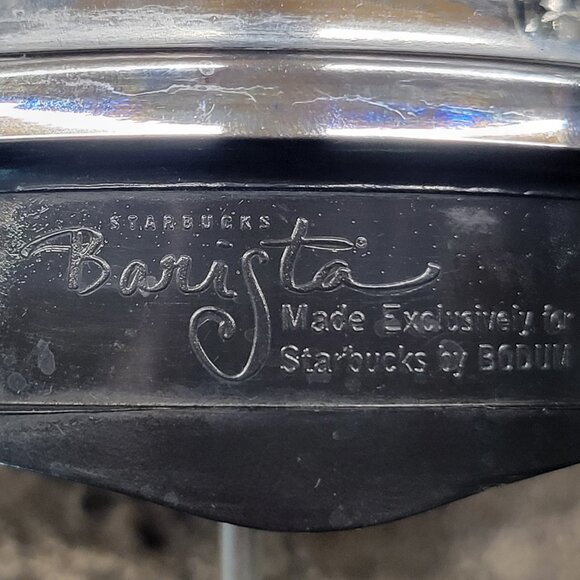 STARBUCKS
Barista®
Made Exclusively for
Starbucks by BODUM